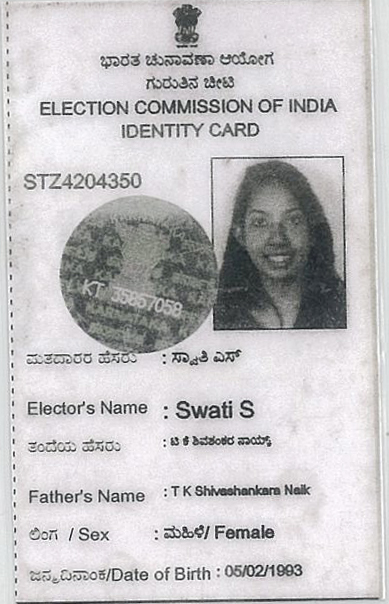 ಭಾರತ ಚುನಾವಣಾ ಆಯೋಗ
ಗುರುತಿನ ಚೀಟಿ
ELECTION COMMISSION OF INDIA
IDENTITY CARD
STZ4204350
KT 35857058
ಮತದಾರರ ಹೆಸರು : ಸ್ವಾತಿ ಎಸ್
Elector's Name : Swati S
ತಂದೆಯ ಹೆಸರು : ಟಿ ಕೆ ಶಿವಶಂಕರ ನಾಯ್ಕ್
Father's Name : T K Shivashankara Naik
ಲಿಂಗ / Sex : ಮಹಿಳೆ/ Female
ಜನ್ಮದಿನಾಂಕ/Date of Birth : 05/02/1993